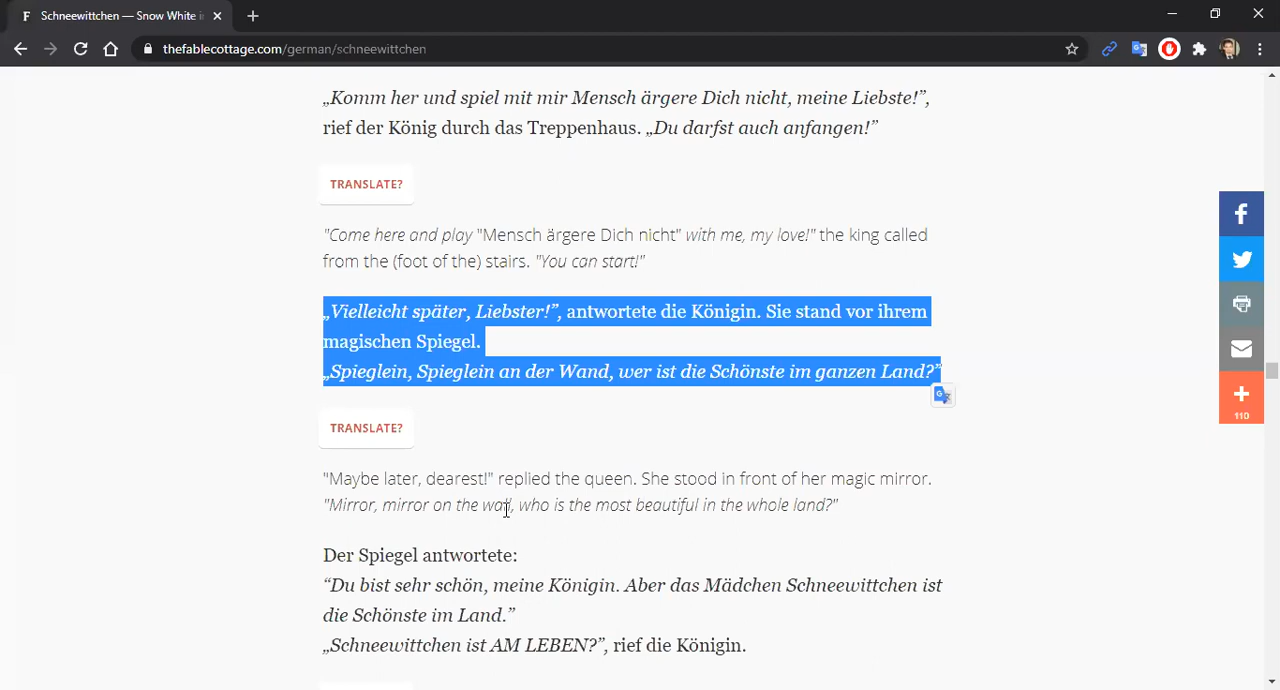 Schneewittchen — Snow White i
thefablecottage.com/german/schneewittchen
„Komm her und spiel mit mir Mensch ärgere Dich nicht, meine Liebste!”,
rief der König durch das Treppenhaus. „Du darfst auch anfangen!”
TRANSLATE?
"Come here and play "Mensch ärgere Dich nicht" with me, my love!" the king called
from the (foot of the) stairs. "You can start!"
„Vielleicht später, Liebster!”, antwortete die Königin. Sie stand vor ihrem
magischen Spiegel.
„Spieglein, Spieglein an der Wand, wer ist die Schönste im ganzen Land?”
TRANSLATE?
"Maybe later, dearest!" replied the queen. She stood in front of her magic mirror.
"Mirror, mirror on the wall, who is the most beautiful in the whole land?"
Der Spiegel antwortete:
“Du bist sehr schön, meine Königin. Aber das Mädchen Schneewittchen ist
die Schönste im Land.”
„Schneewittchen ist AM LEBEN?”, rief die Königin.
110